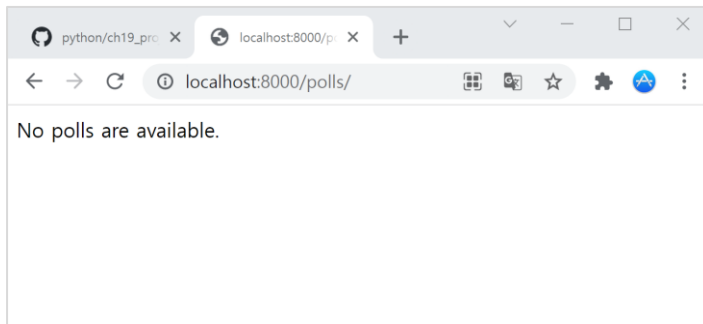 python/ch19_pro
localhost:8000/p
localhost:8000/polls/
No polls are available.